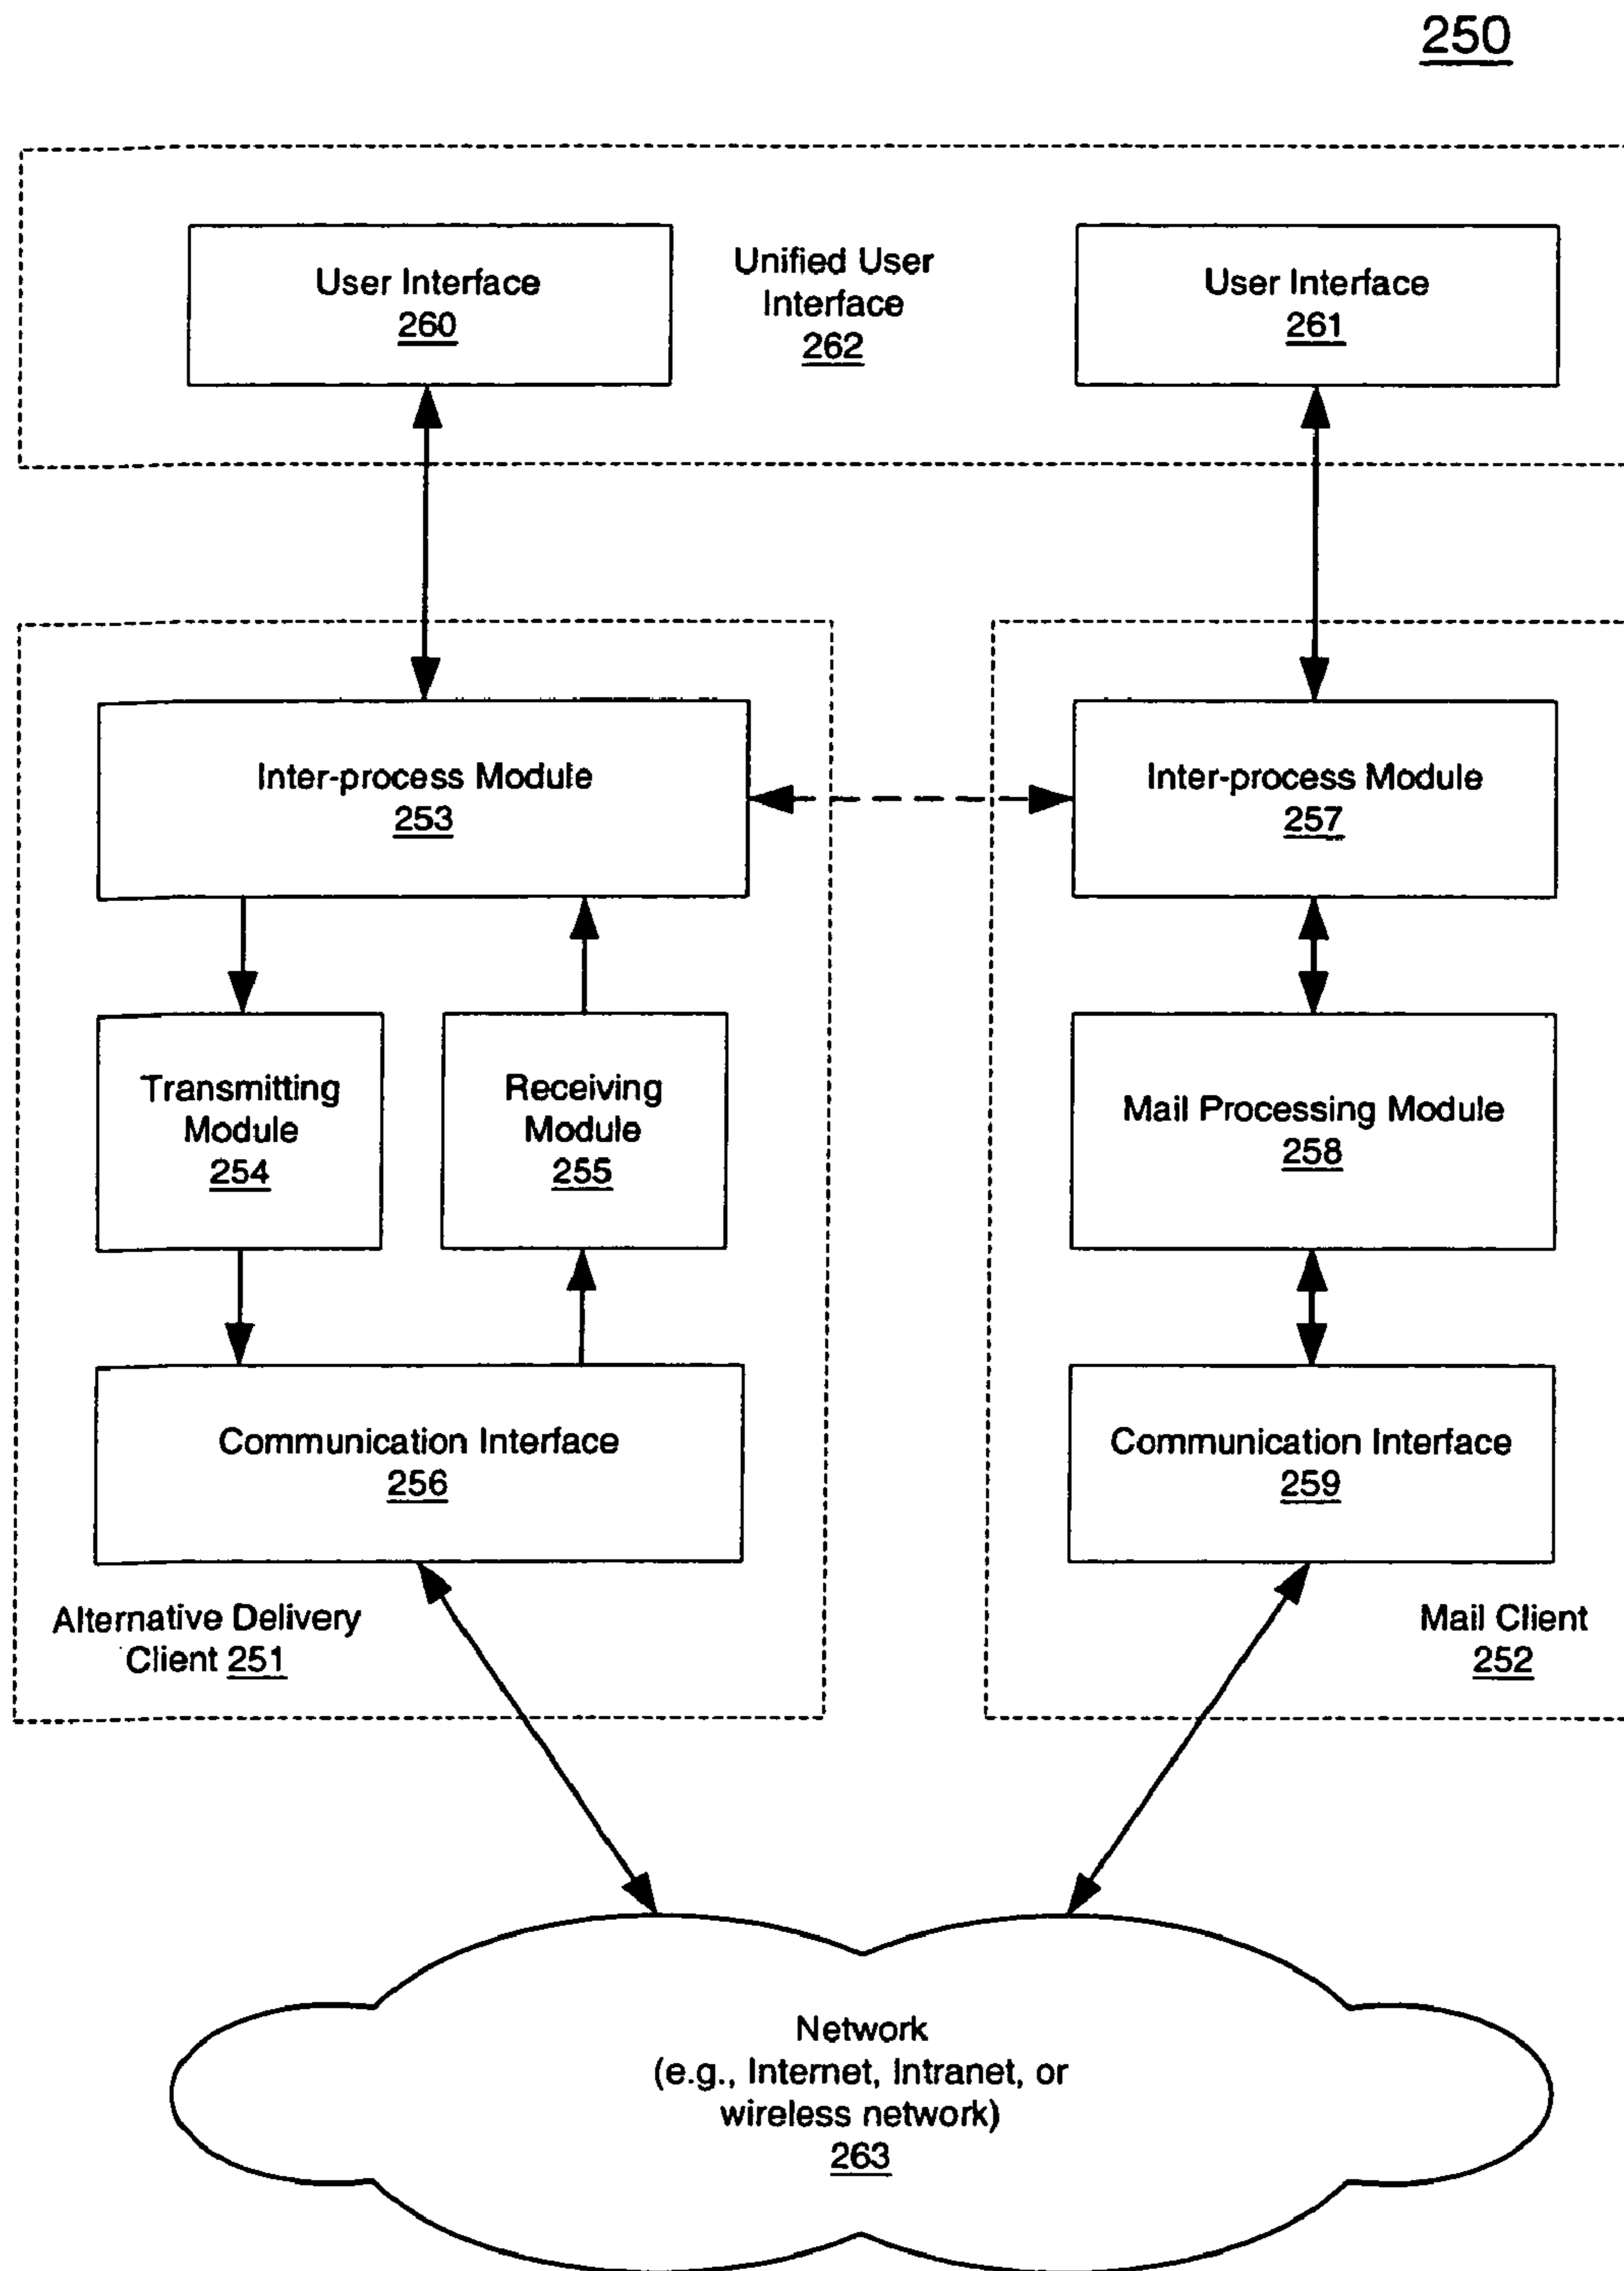 250
User Interface
260
Unified User
Interface
262
User Interface
261
Inter-process Module
253
Inter-process Module
257
Transmitting
Module
254
Receiving
Module
255
Mail Processing Module
258
Communication Interface
256
Communication Interface
259
Alternative Delivery
Client 251
Mail Client
252
Network
(e.g., Internet, Intranet, or
wireless network)
263